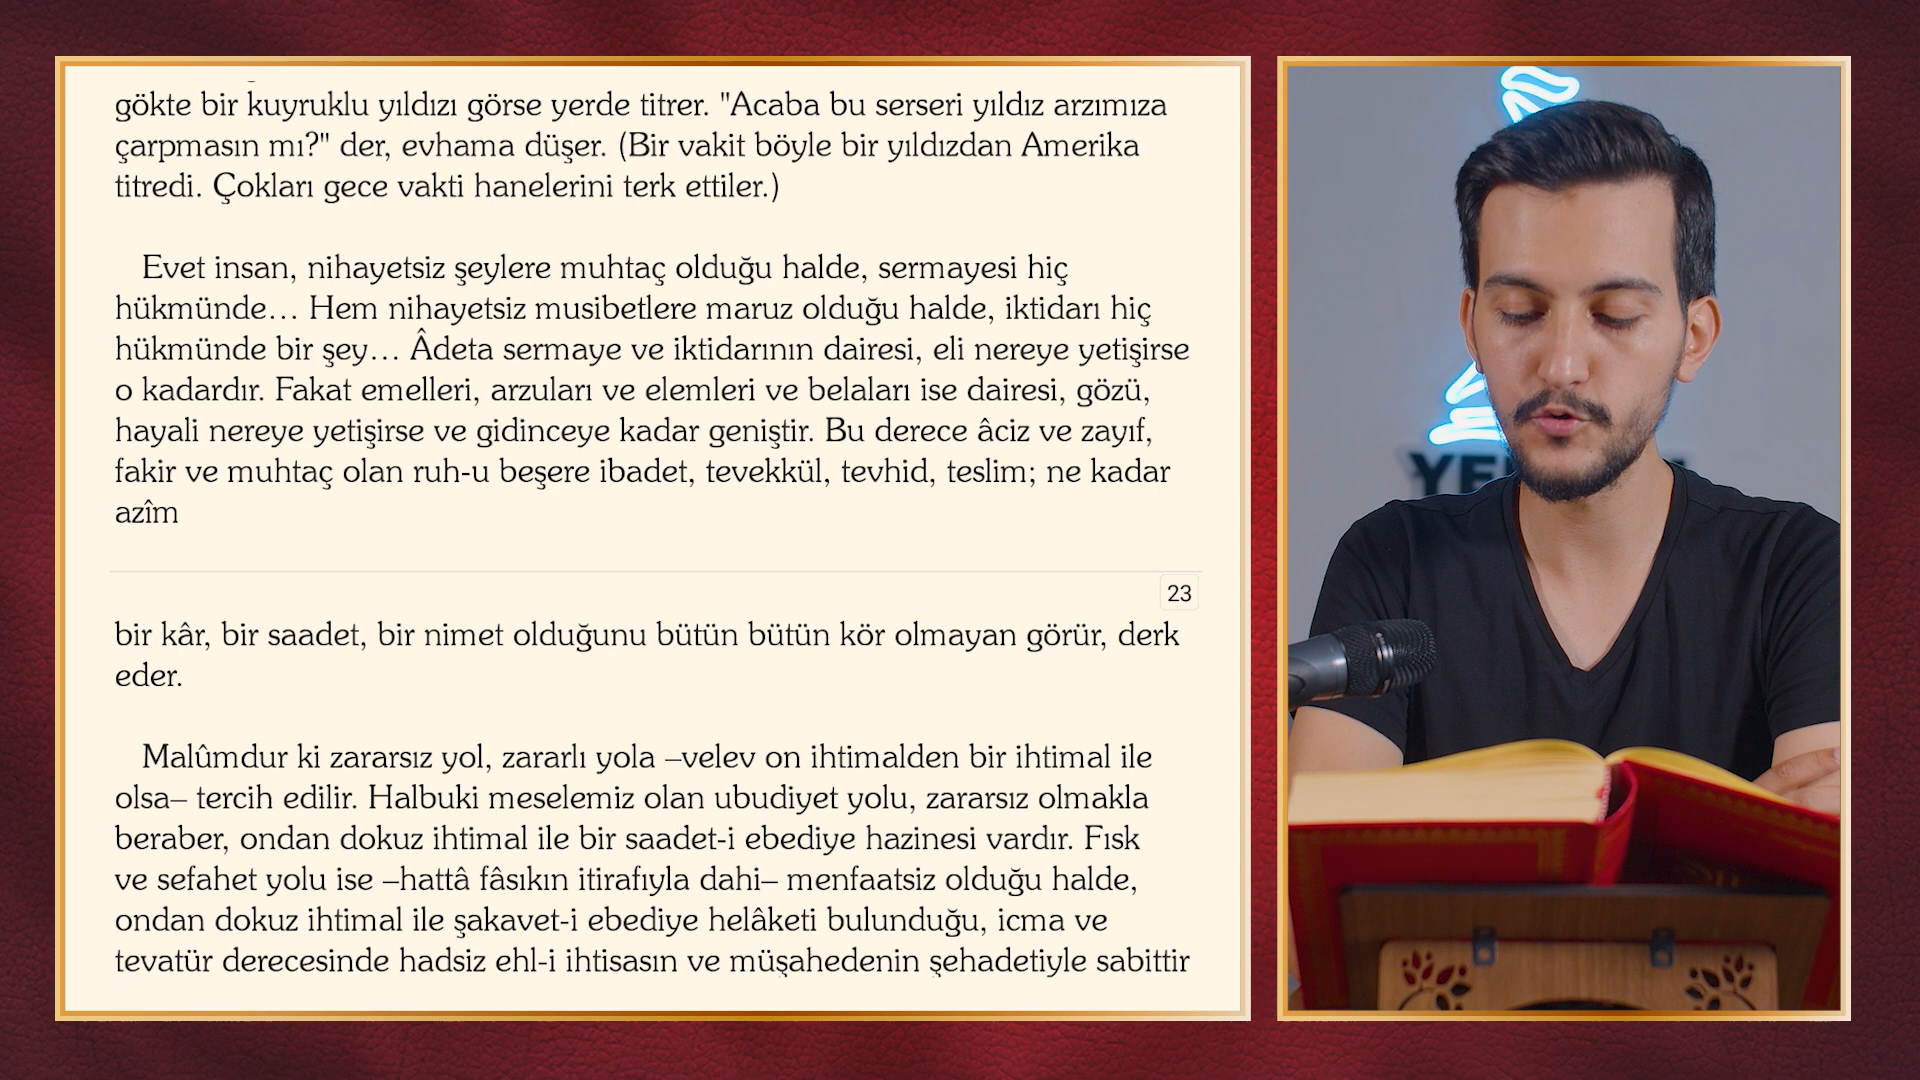 gökte bir kuyruklu yıldızı görse yerde titrer. "Acaba bu serseri yıldız arzımıza
çarpmasın mı?" der, evhama düşer. (Bir vakit böyle bir yıldızdan Amerika
titredi. Çokları gece vakti hanelerini terk ettiler.)
Evet insan, nihayetsiz şeylere muhtaç olduğu halde, sermayesi hiç
hükmünde… Hem nihayetsiz musibetlere maruz olduğu halde, iktidarı hiç
hükmünde bir şey… Âdeta sermaye ve iktidarının dairesi, eli nereye yetişirse
o kadardır. Fakat emelleri, arzuları ve elemleri ve belaları ise dairesi, gözü,
hayali nereye yetişirse ve gidinceye kadar geniştir. Bu derece âciz ve zayıf,
fakir ve muhtaç olan ruh-u beşere ibadet, tevekkül, tevhid, teslim; ne kadar
azîm
23
bir kâr, bir saadet, bir nimet olduğunu bütün bütün kör olmayan görür, derk
eder.
Malûmdur ki zararsız yol, zararlı yola –velev on ihtimalden bir ihtimal ile
olsa– tercih edilir. Halbuki meselemiz olan ubudiyet yolu, zararsız olmakla
beraber, ondan dokuz ihtimal ile bir saadet-i ebediye hazinesi vardır. Fısk
ve sefahet yolu ise –hattâ fâsıkın itirafıyla dahi– menfaatsiz olduğu halde,
ondan dokuz ihtimal ile şakavet-i ebediye helâketi bulunduğu, icma ve
tevatür derecesinde hadsiz ehl-i ihtisasın ve müşahedenin şehadetiyle sabittir